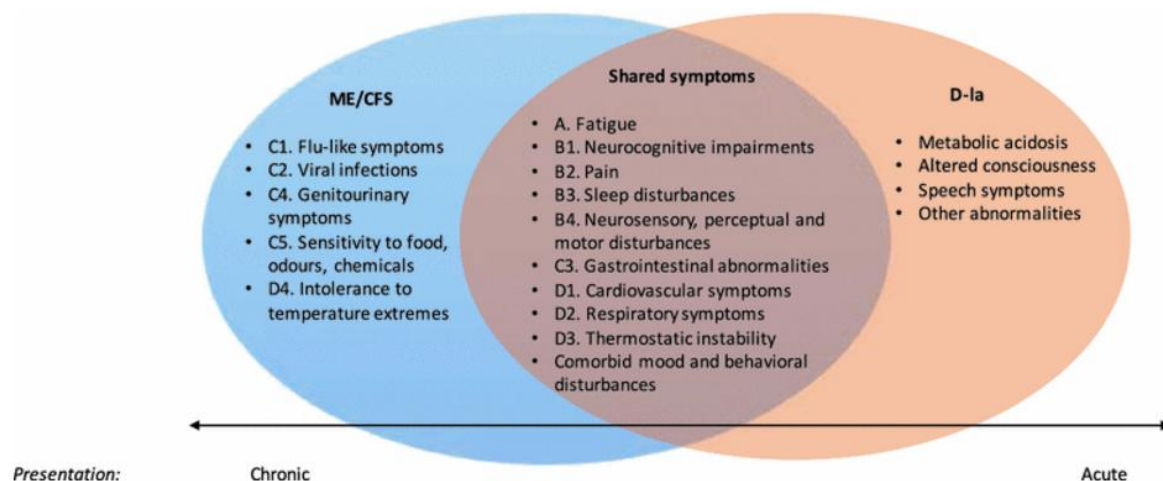 Shared symptoms
ME/CFS
D-la
• C1. Flu-like symptoms
• C2. Viral infections
• C4. Genitourinary
symptoms
• C5. Sensitivity to food,
odours, chemicals
• D4. Intolerance to
temperature extremes
• A. Fatigue
• B1. Neurocognitive impairments
• B2. Pain
• B3. Sleep disturbances
• B4. Neurosensory, perceptual and
motor disturbances
• C3. Gastrointestinal abnormalities
• D1. Cardiovascular symptoms
• D2. Respiratory symptoms
• D3. Thermostatic instability
• Comorbid mood and behavioral
disturbances
• Metabolic acidosis
• Altered consciousness
• Speech symptoms
• Other abnormalities
Presentation:
Chronic
Acute